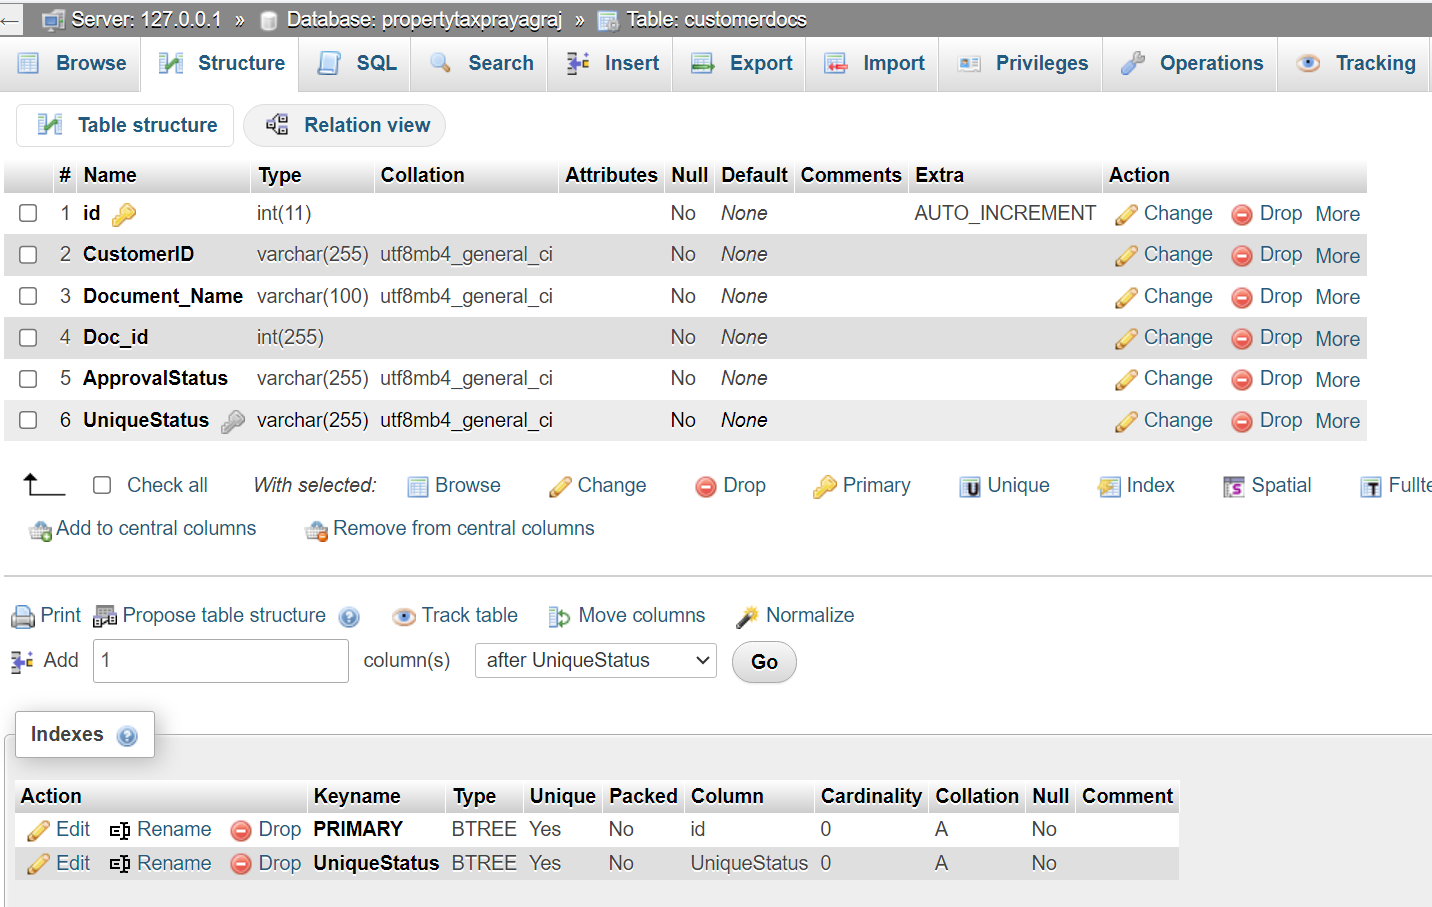 Server: 127.0.0.1 » Database: propertytaxprayagraj » Table: customerdocs
Browse Structure SQL Search Insert Export Import Privileges Operations Tracking
Table structure Relation view
# Name Type Collation Attributes Null Default Comments Extra Action
1 id int(11) No None AUTO_INCREMENT Change Drop More
2 CustomerID varchar(255) utf8mb4_general_ci No None Change Drop More
3 Document_Name varchar(100) utf8mb4_general_ci No None Change Drop More
4 Doc_id int(255) No None Change Drop More
5 ApprovalStatus varchar(255) utf8mb4_general_ci No None Change Drop More
6 UniqueStatus varchar(255) utf8mb4_general_ci No None Change Drop More
Check all With selected: Browse Change Drop Primary Unique Index Spatial Fullte
Add to central columns Remove from central columns
Print Propose table structure Track table Move columns Normalize
Add 1 column(s) after UniqueStatus Go
Indexes
Action Keyname Type Unique Packed Column Cardinality Collation Null Comment
Edit Rename Drop PRIMARY BTREE Yes No id 0 A No
Edit Rename Drop UniqueStatus BTREE Yes No UniqueStatus 0 A No